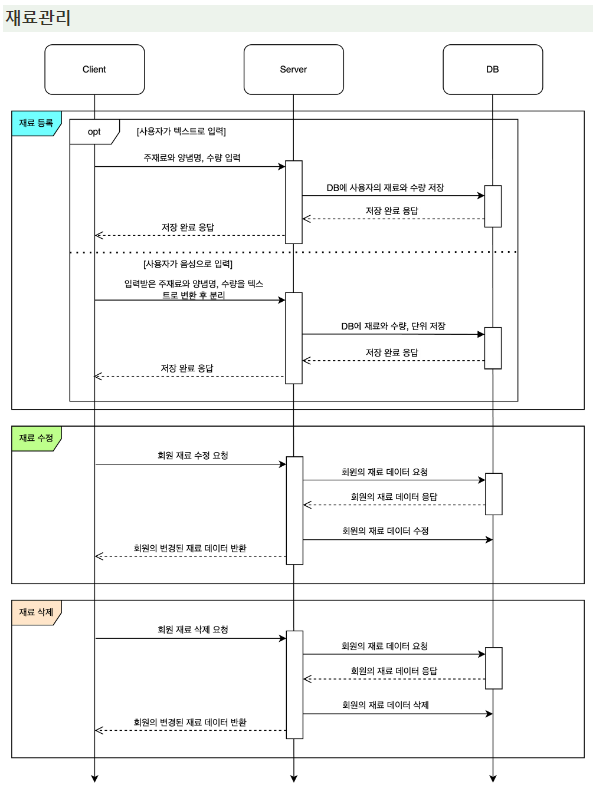 재료관리
Client
Server
DB
재료 등록
opt
[사용자가 텍스트로 입력]
주재료와 양념명, 수량 입력
DB에 사용자의 재료와 수량 저장
저장 완료 응답
저장 완료 응답
[사용자가 음성으로 입력]
입력받은 주재료와 양념명, 수량을 텍스
트로 변환 후 분리
DB에 재료와 수량, 단위 저장
저장 완료 응답
저장 완료 응답
재료 수정
회원 재료 수정 요청
회원의 재료 데이터 요청
회원의 재료 데이터 응답
회원의 재료 데이터 수정
회원의 변경된 재료 데이터 반환
재료 삭제
회원 재료 삭제 요청
회원의 재료 데이터 요청
회원의 재료 데이터 응답
회원의 재료 데이터 삭제
회원의 변경된 재료 데이터 반환